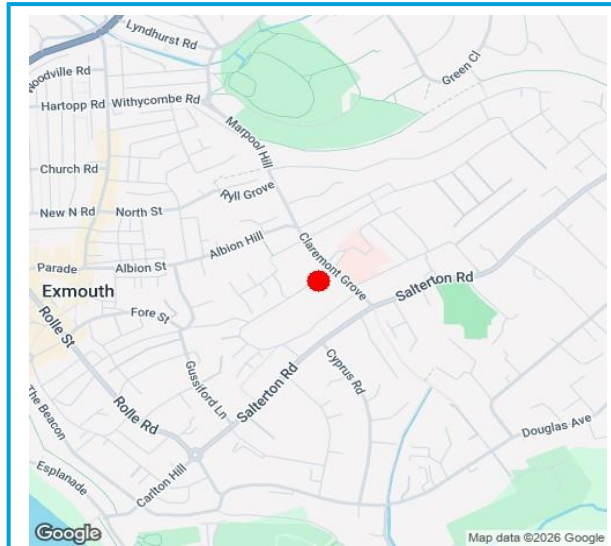 Lyndhurst Rd
Woodville Rd
Green Cl
Hartopp Rd
Withycombe Rd
Marpool Hill
Church Rd
Ryll Grove
New N Rd
North St
Albion Hill
Claremont Grove
Parade
Albion St
Salterton Rd
Exmouth
Fore St
Rolle St
Cyprus Rd
Gussiford Ln
Salterton Rd
The Beacon
Rolle Rd
Douglas Ave
Esplanade
Carlton Hill
Google
Map data ©2026 Google